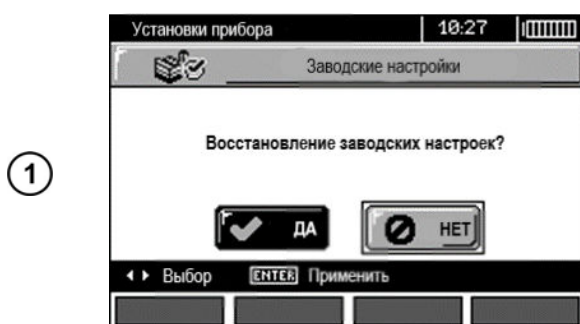 Установки прибора 10:27
Заводские настройки
Восстановление заводских настроек?
1
ДА НЕТ
Выбор ENTER Применить